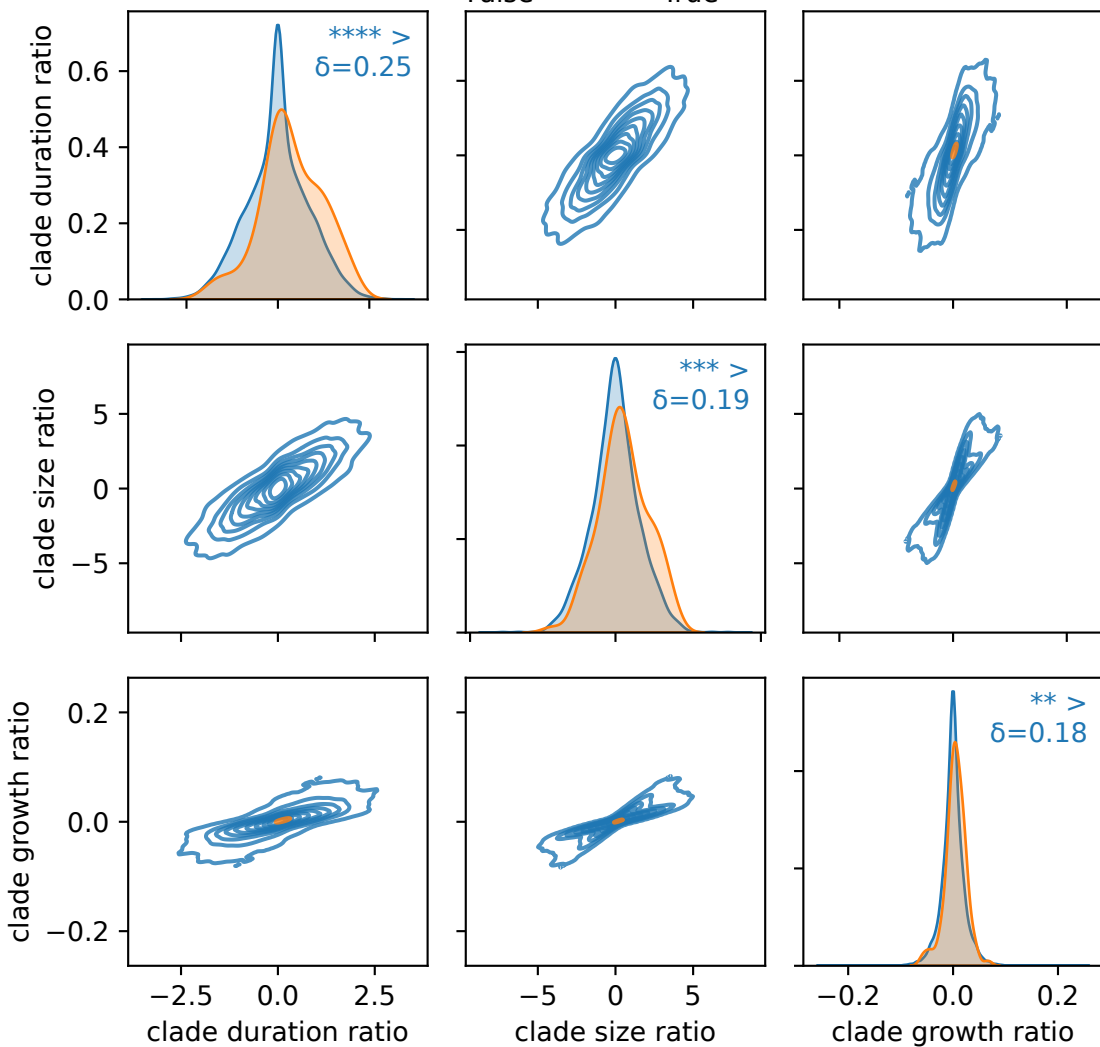 clade duration ratio
0.6
0.4
0.2
0.0
**** >
δ=0.25
clade size ratio
5
0
−5
*** >
δ=0.19
clade growth ratio
0.2
0.0
−0.2
** >
δ=0.18
−2.5 0.0 2.5
−5 0 5
−0.2 0.0 0.2
clade duration ratio
clade size ratio
clade growth ratio